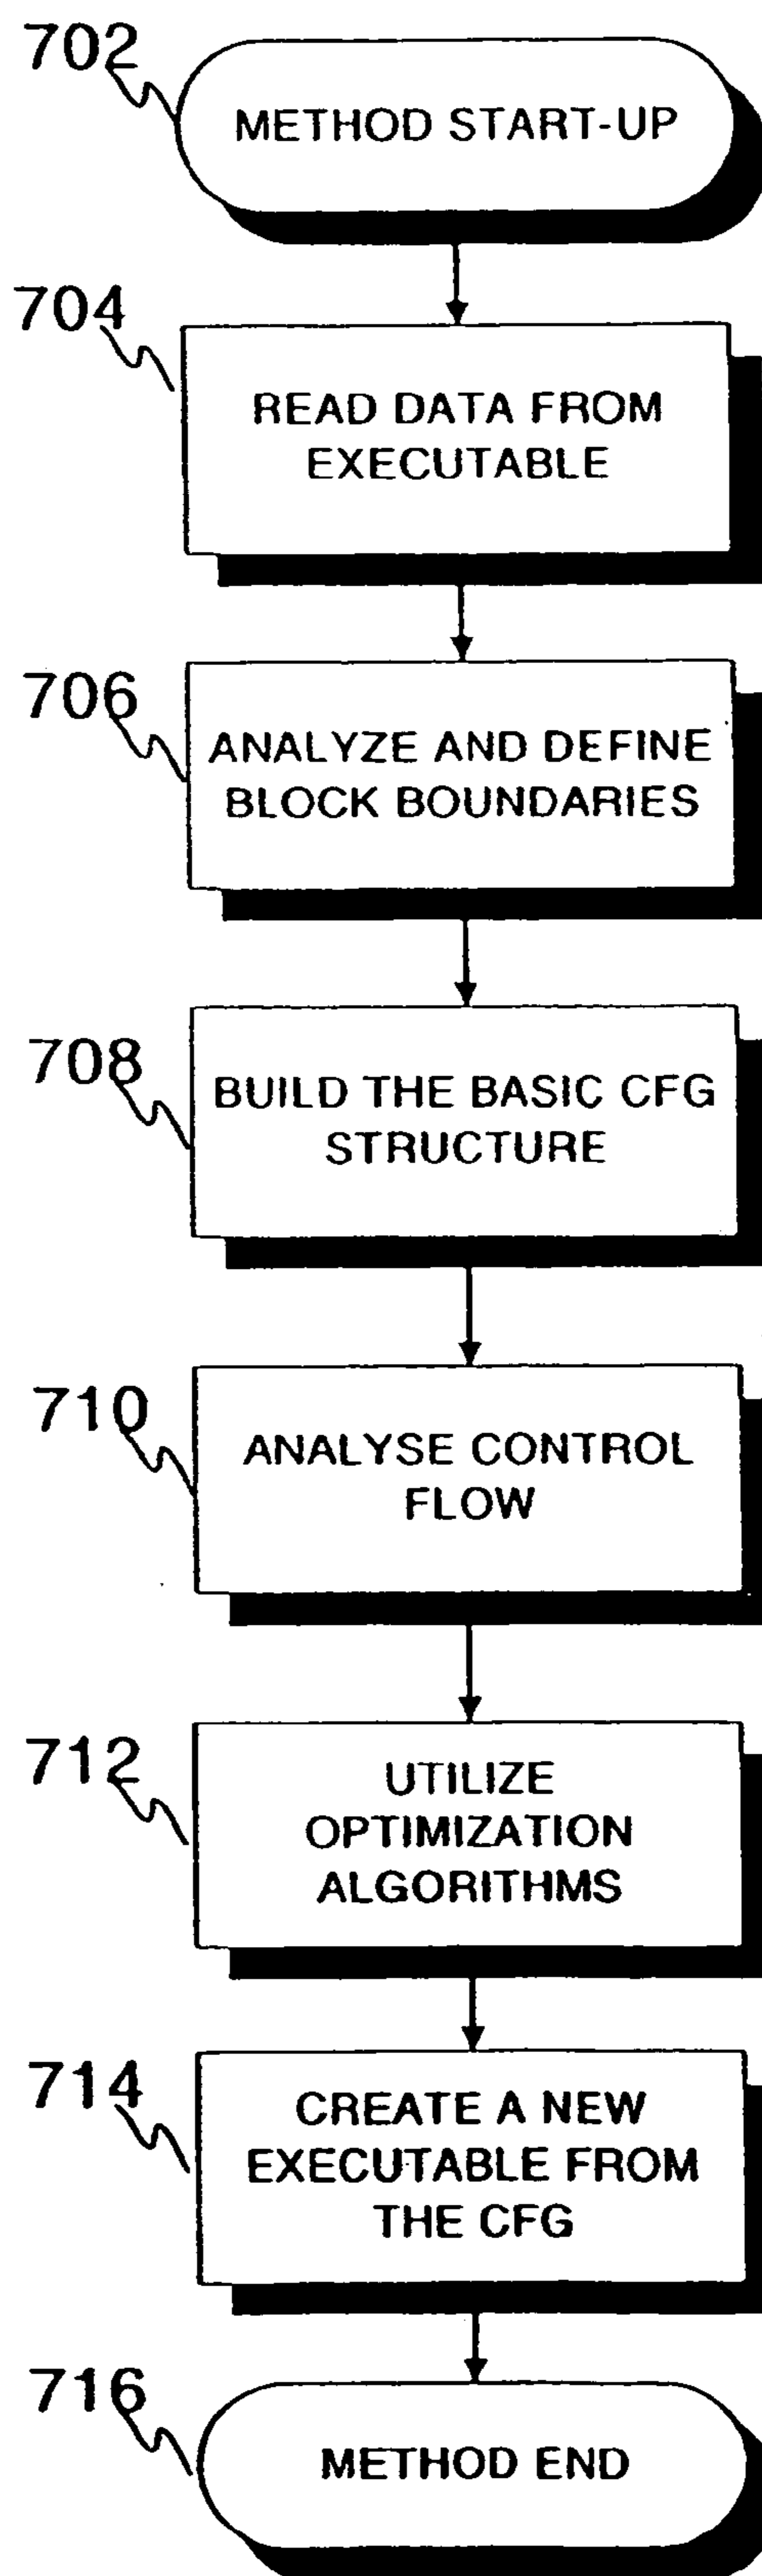 702
METHOD START-UP
704
READ DATA FROM
EXECUTABLE
706
ANALYZE AND DEFINE
BLOCK BOUNDARIES
708
BUILD THE BASIC CFG
STRUCTURE
710
ANALYSE CONTROL
FLOW
712
UTILIZE
OPTIMIZATION
ALGORITHMS
714
CREATE A NEW
EXECUTABLE FROM
THE CFG
716
METHOD END